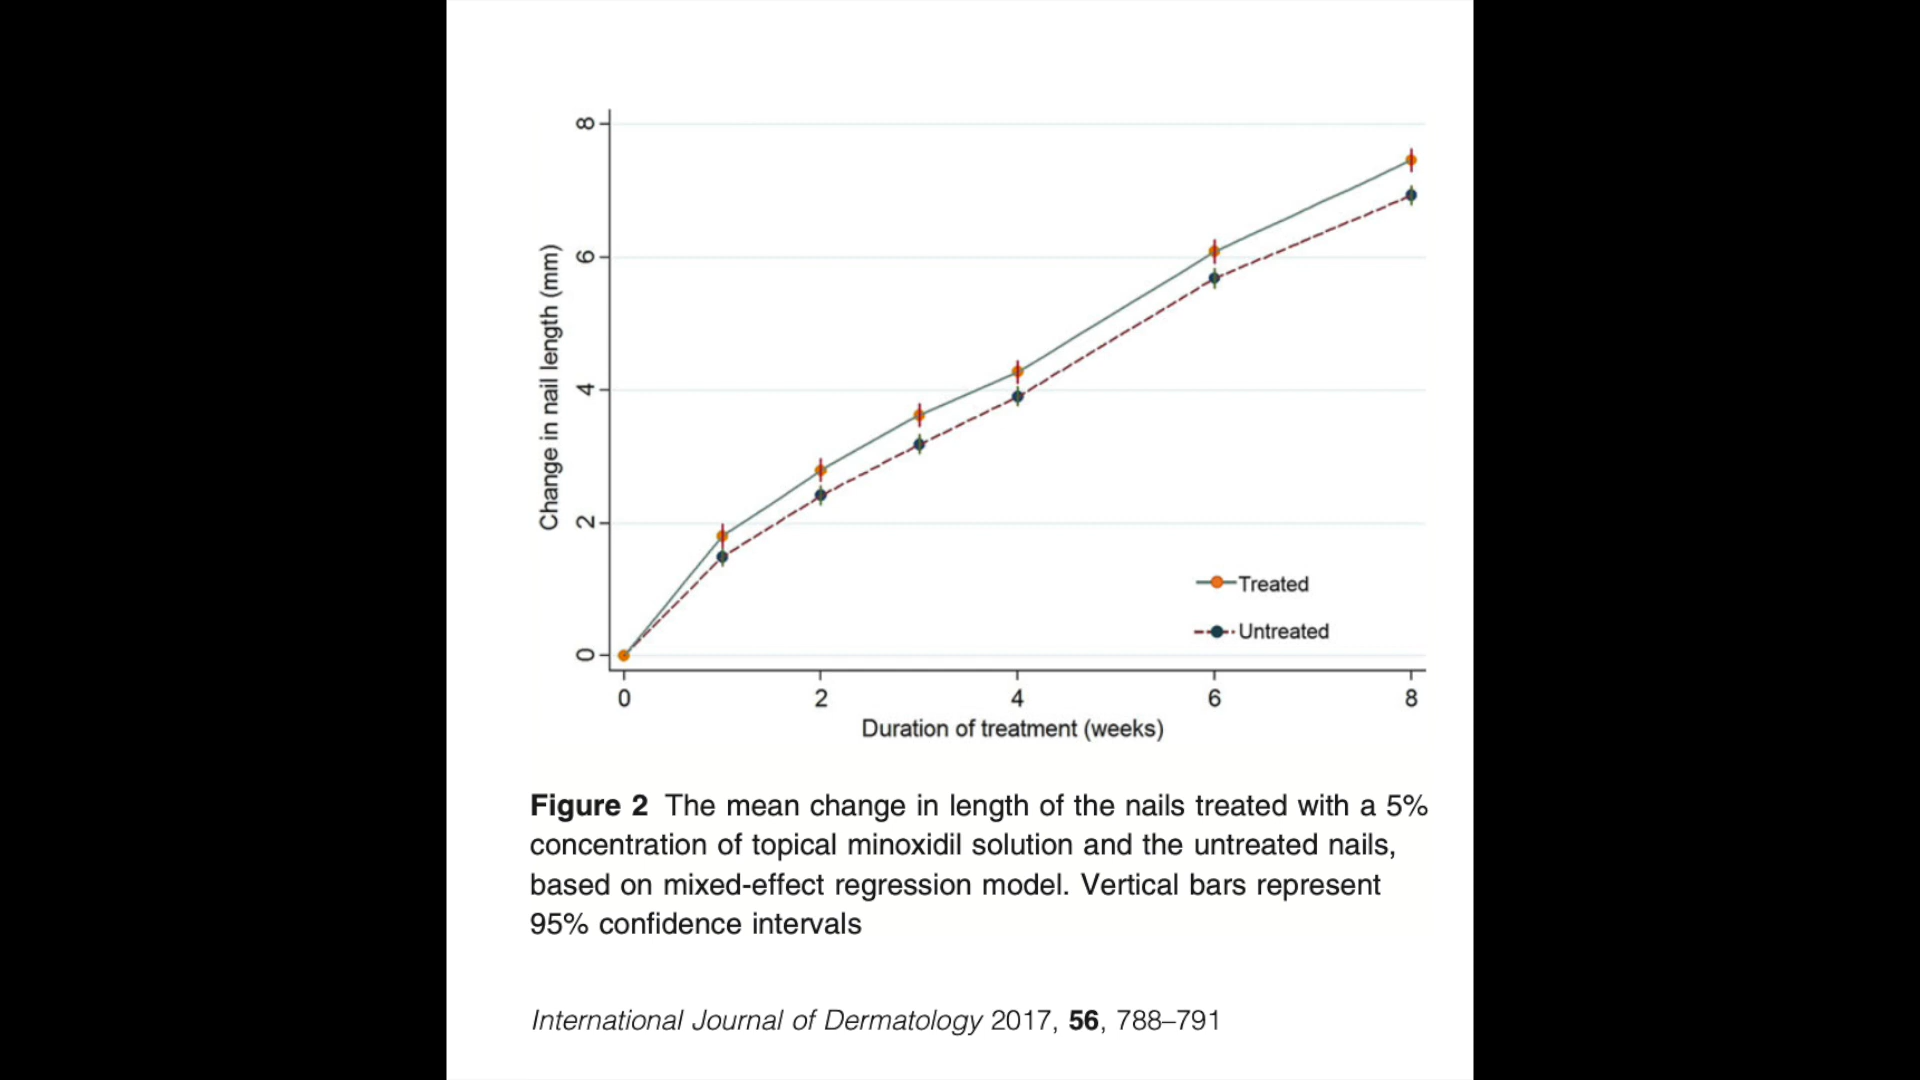 8
6
4
2
0
Change in nail length (mm)
Treated
Untreated
0 2 4 6 8
Duration of treatment (weeks)
Figure 2 The mean change in length of the nails treated with a 5%
concentration of topical minoxidil solution and the untreated nails,
based on mixed-effect regression model. Vertical bars represent
95% confidence intervals
International Journal of Dermatology 2017, 56, 788–791